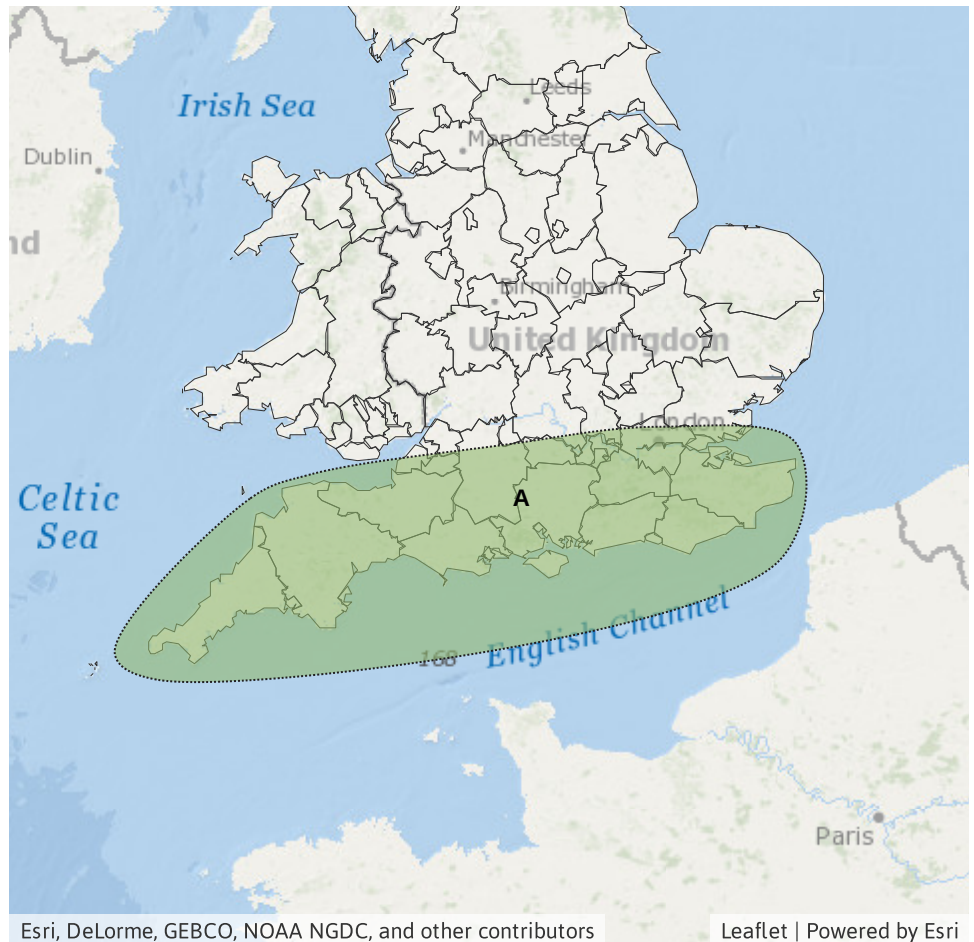 Leeds
Irish Sea
Manchester
Dublin
nd
Birmingham
United Kingdom
London
Celtic
Sea
A
English Channel
168
Paris
Esri, DeLorme, GEBCO, NOAA NGDC, and other contributors
Leaflet | Powered by Esri